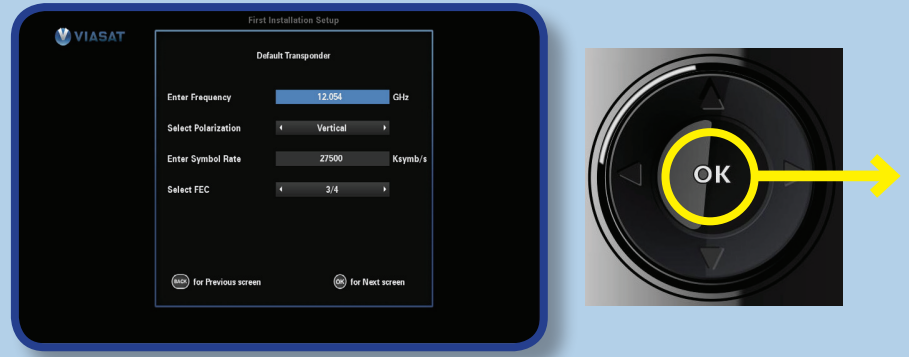 First Installation Setup
VIASAT
Default Transponder
Enter Frequency 12.054 GHz
Select Polarization Vertical
Enter Symbol Rate 27500 Ksymb/s
Select FEC 3/4
BACK for Previous screen OK for Next screen
OK